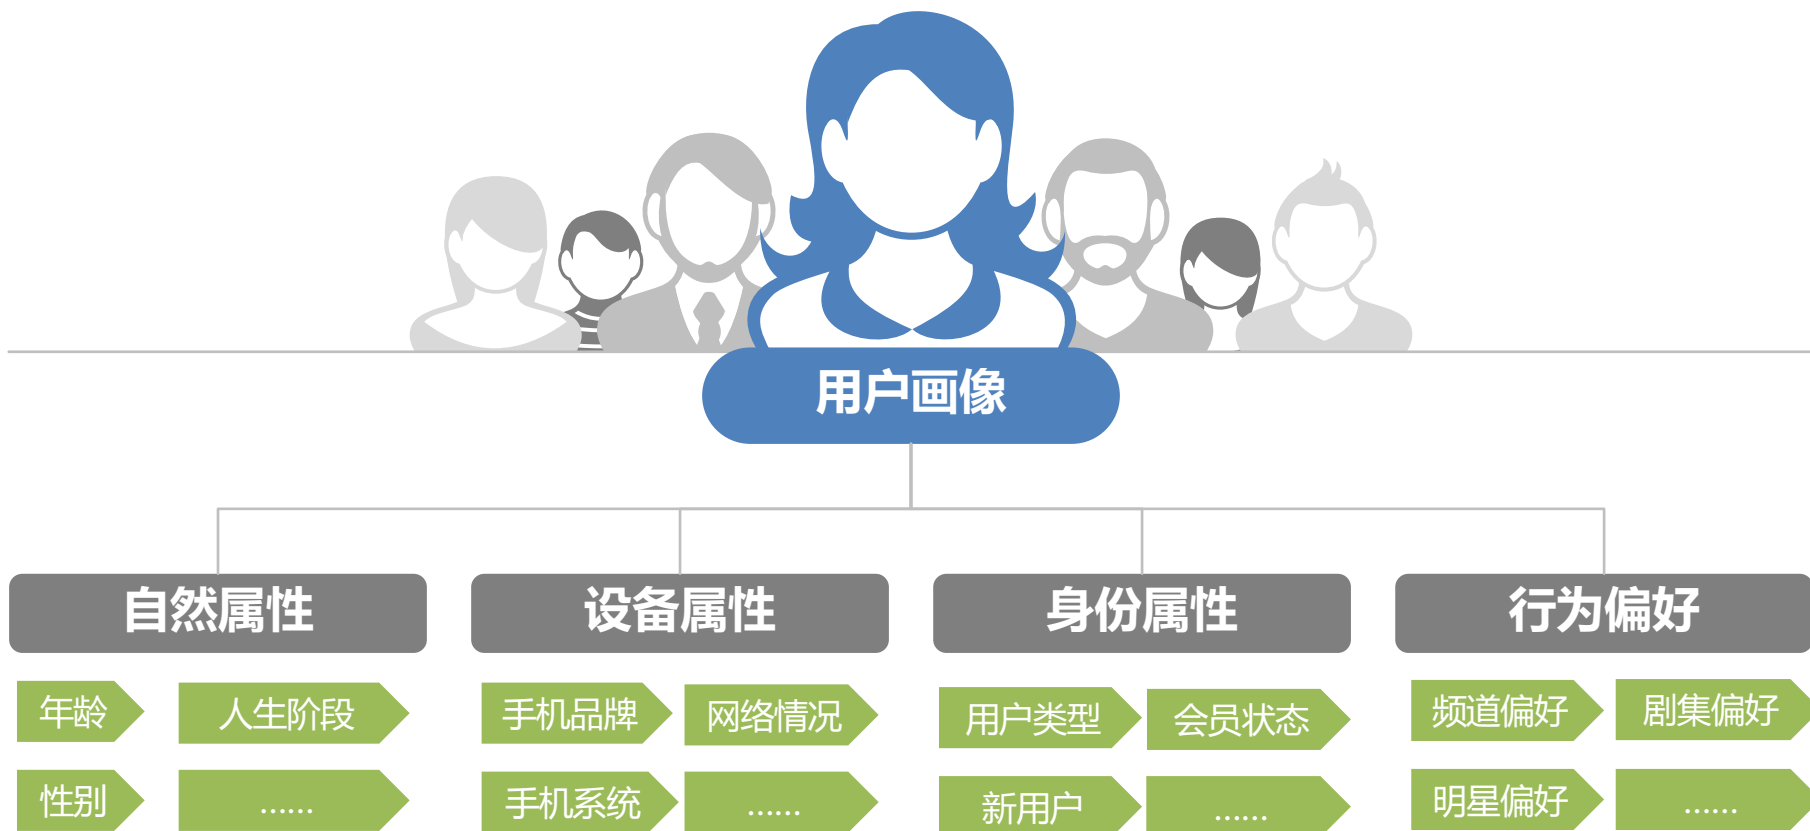 用户画像
自然属性
设备属性
身份属性
行为偏好
年龄
人生阶段
手机品牌
网络情况
用户类型
会员状态
频道偏好
剧集偏好
性别
……
手机系统
……
新用户
……
明星偏好
……